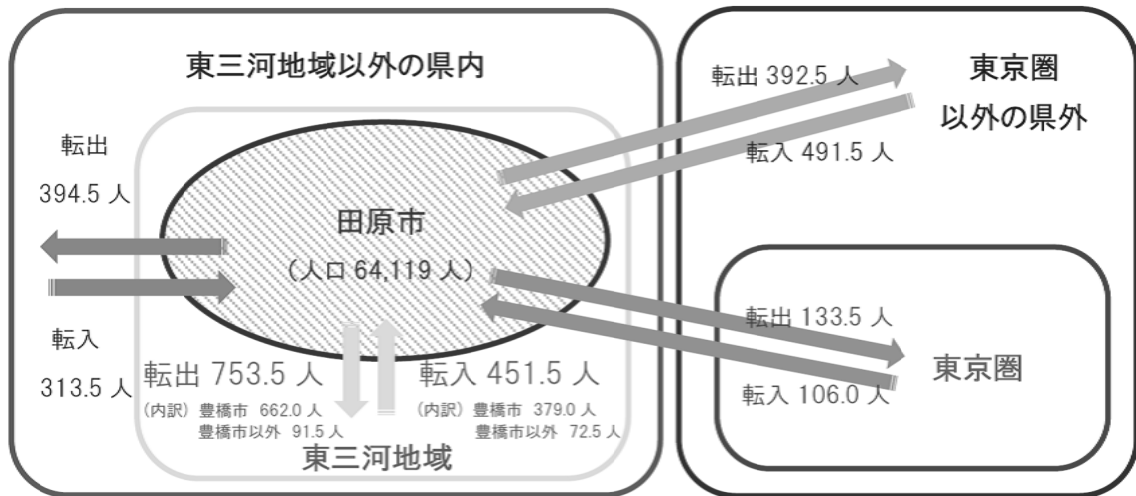 東三河地域以外の県内
転出
394.5 人
転入
313.5 人
田原市
（人口 64,119 人）
転出 753.5 人
（内訳）豊橋市 662.0 人
豊橋市以外 91.5 人
転入 451.5 人
（内訳）豊橋市 379.0 人
豊橋市以外 72.5 人
東三河地域
転出 392.5 人
転入 491.5 人
東京圏
以外の県外
転出 133.5 人
転入 106.0 人
東京圏